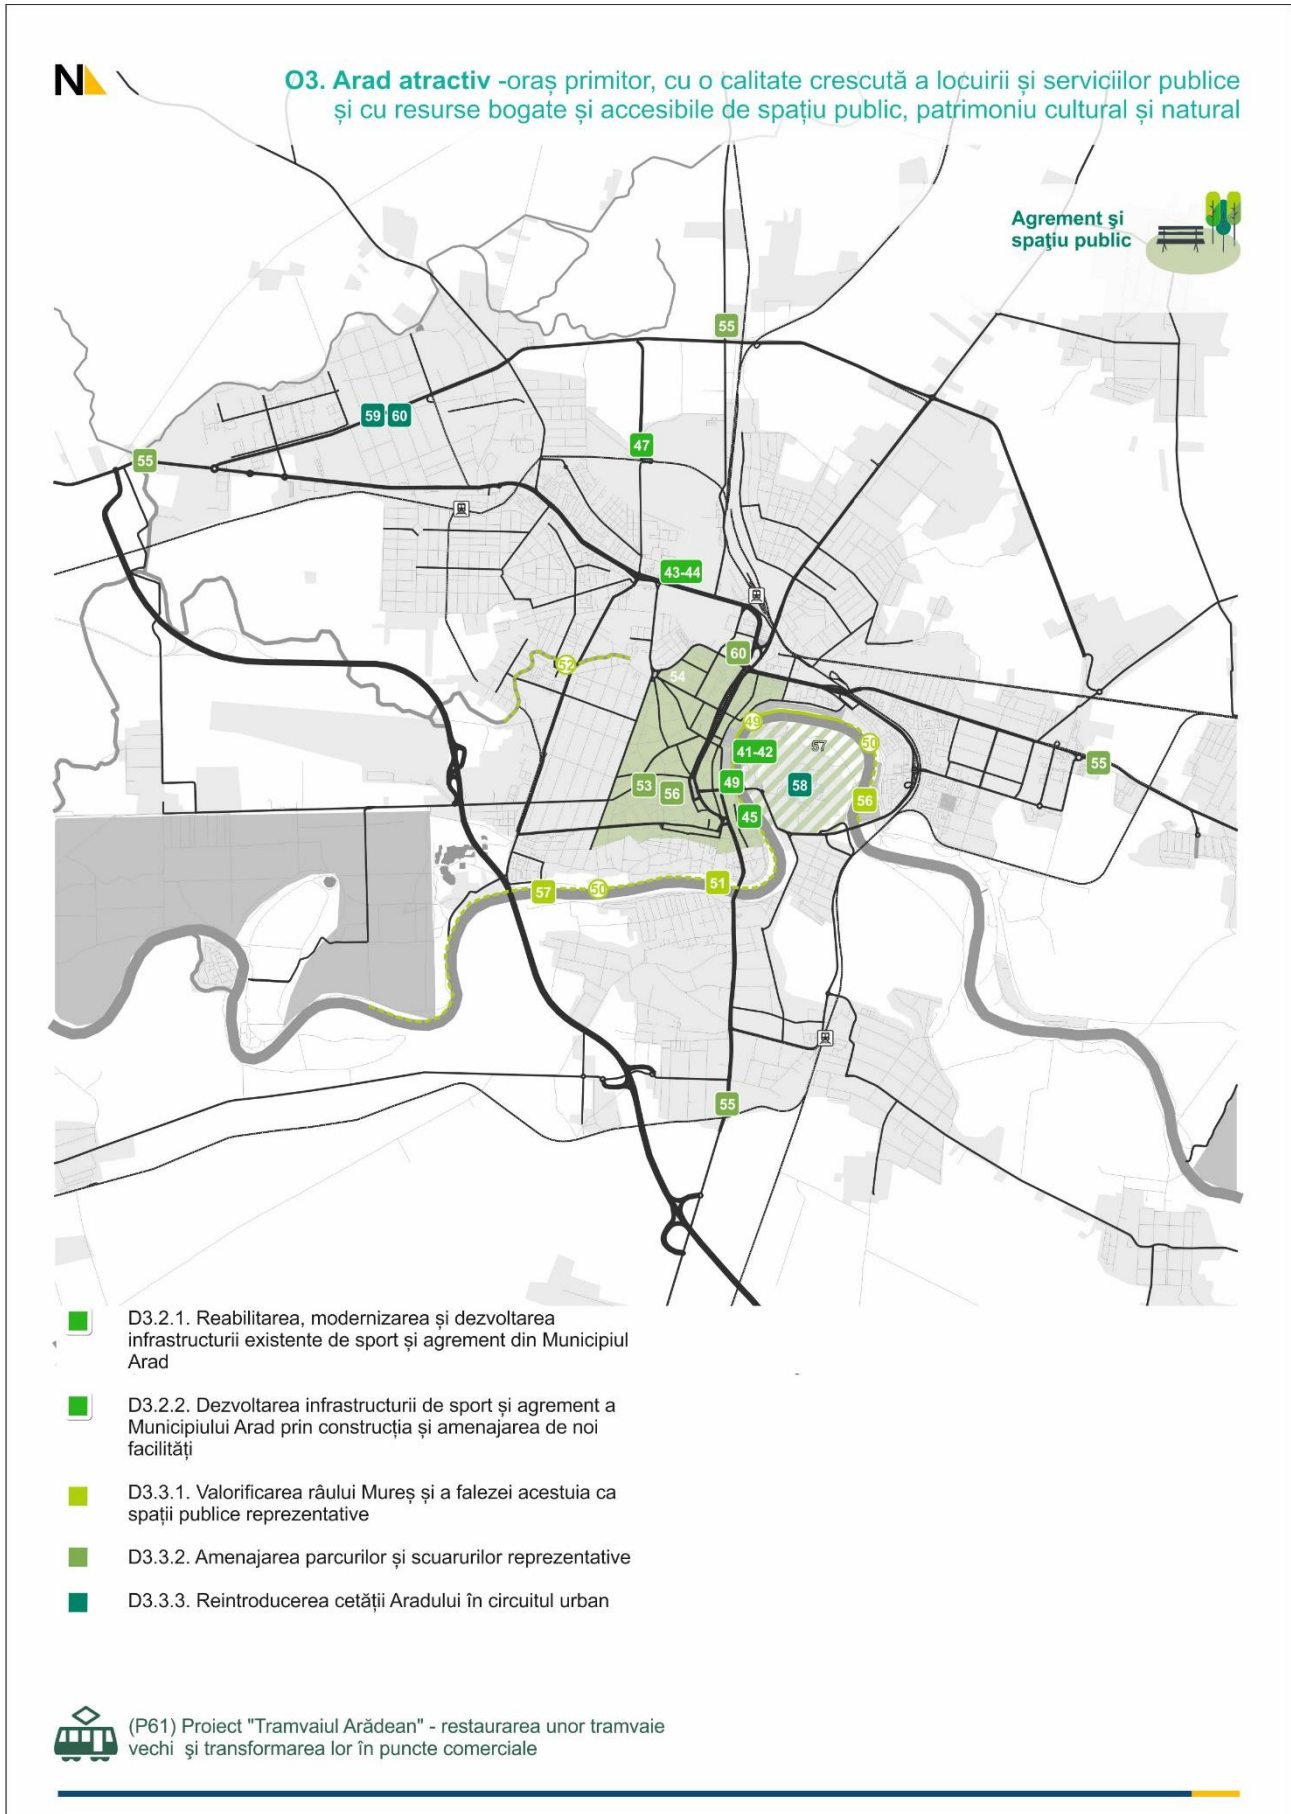 N
O3. Arad atractiv -oraș primitor, cu o calitate crescută a locuirii și serviciilor publice
și cu resurse bogate și accesibile de spațiu public, patrimoniu cultural și natural
Agrement şi
spaţiu public
55
59 60
47
55
43-44
60
52
54
49
57
50
41-42
55
49
58
53
56
56
45
51
57
50
55
D3.2.1. Reabilitarea, modernizarea și dezvoltarea
infrastructurii existente de sport și agrement din Municipiul
Arad
D3.2.2. Dezvoltarea infrastructurii de sport și agrement a
Municipiului Arad prin construcția și amenajarea de noi
facilități
D3.3.1. Valorificarea râului Mureș și a falezei acestuia ca
spații publice reprezentative
D3.3.2. Amenajarea parcurilor și scuarurilor reprezentative
D3.3.3. Reintroducerea cetății Aradului în circuitul urban
(P61) Proiect "Tramvaiul Arădean" - restaurarea unor tramvaie
vechi şi transformarea lor în puncte comerciale